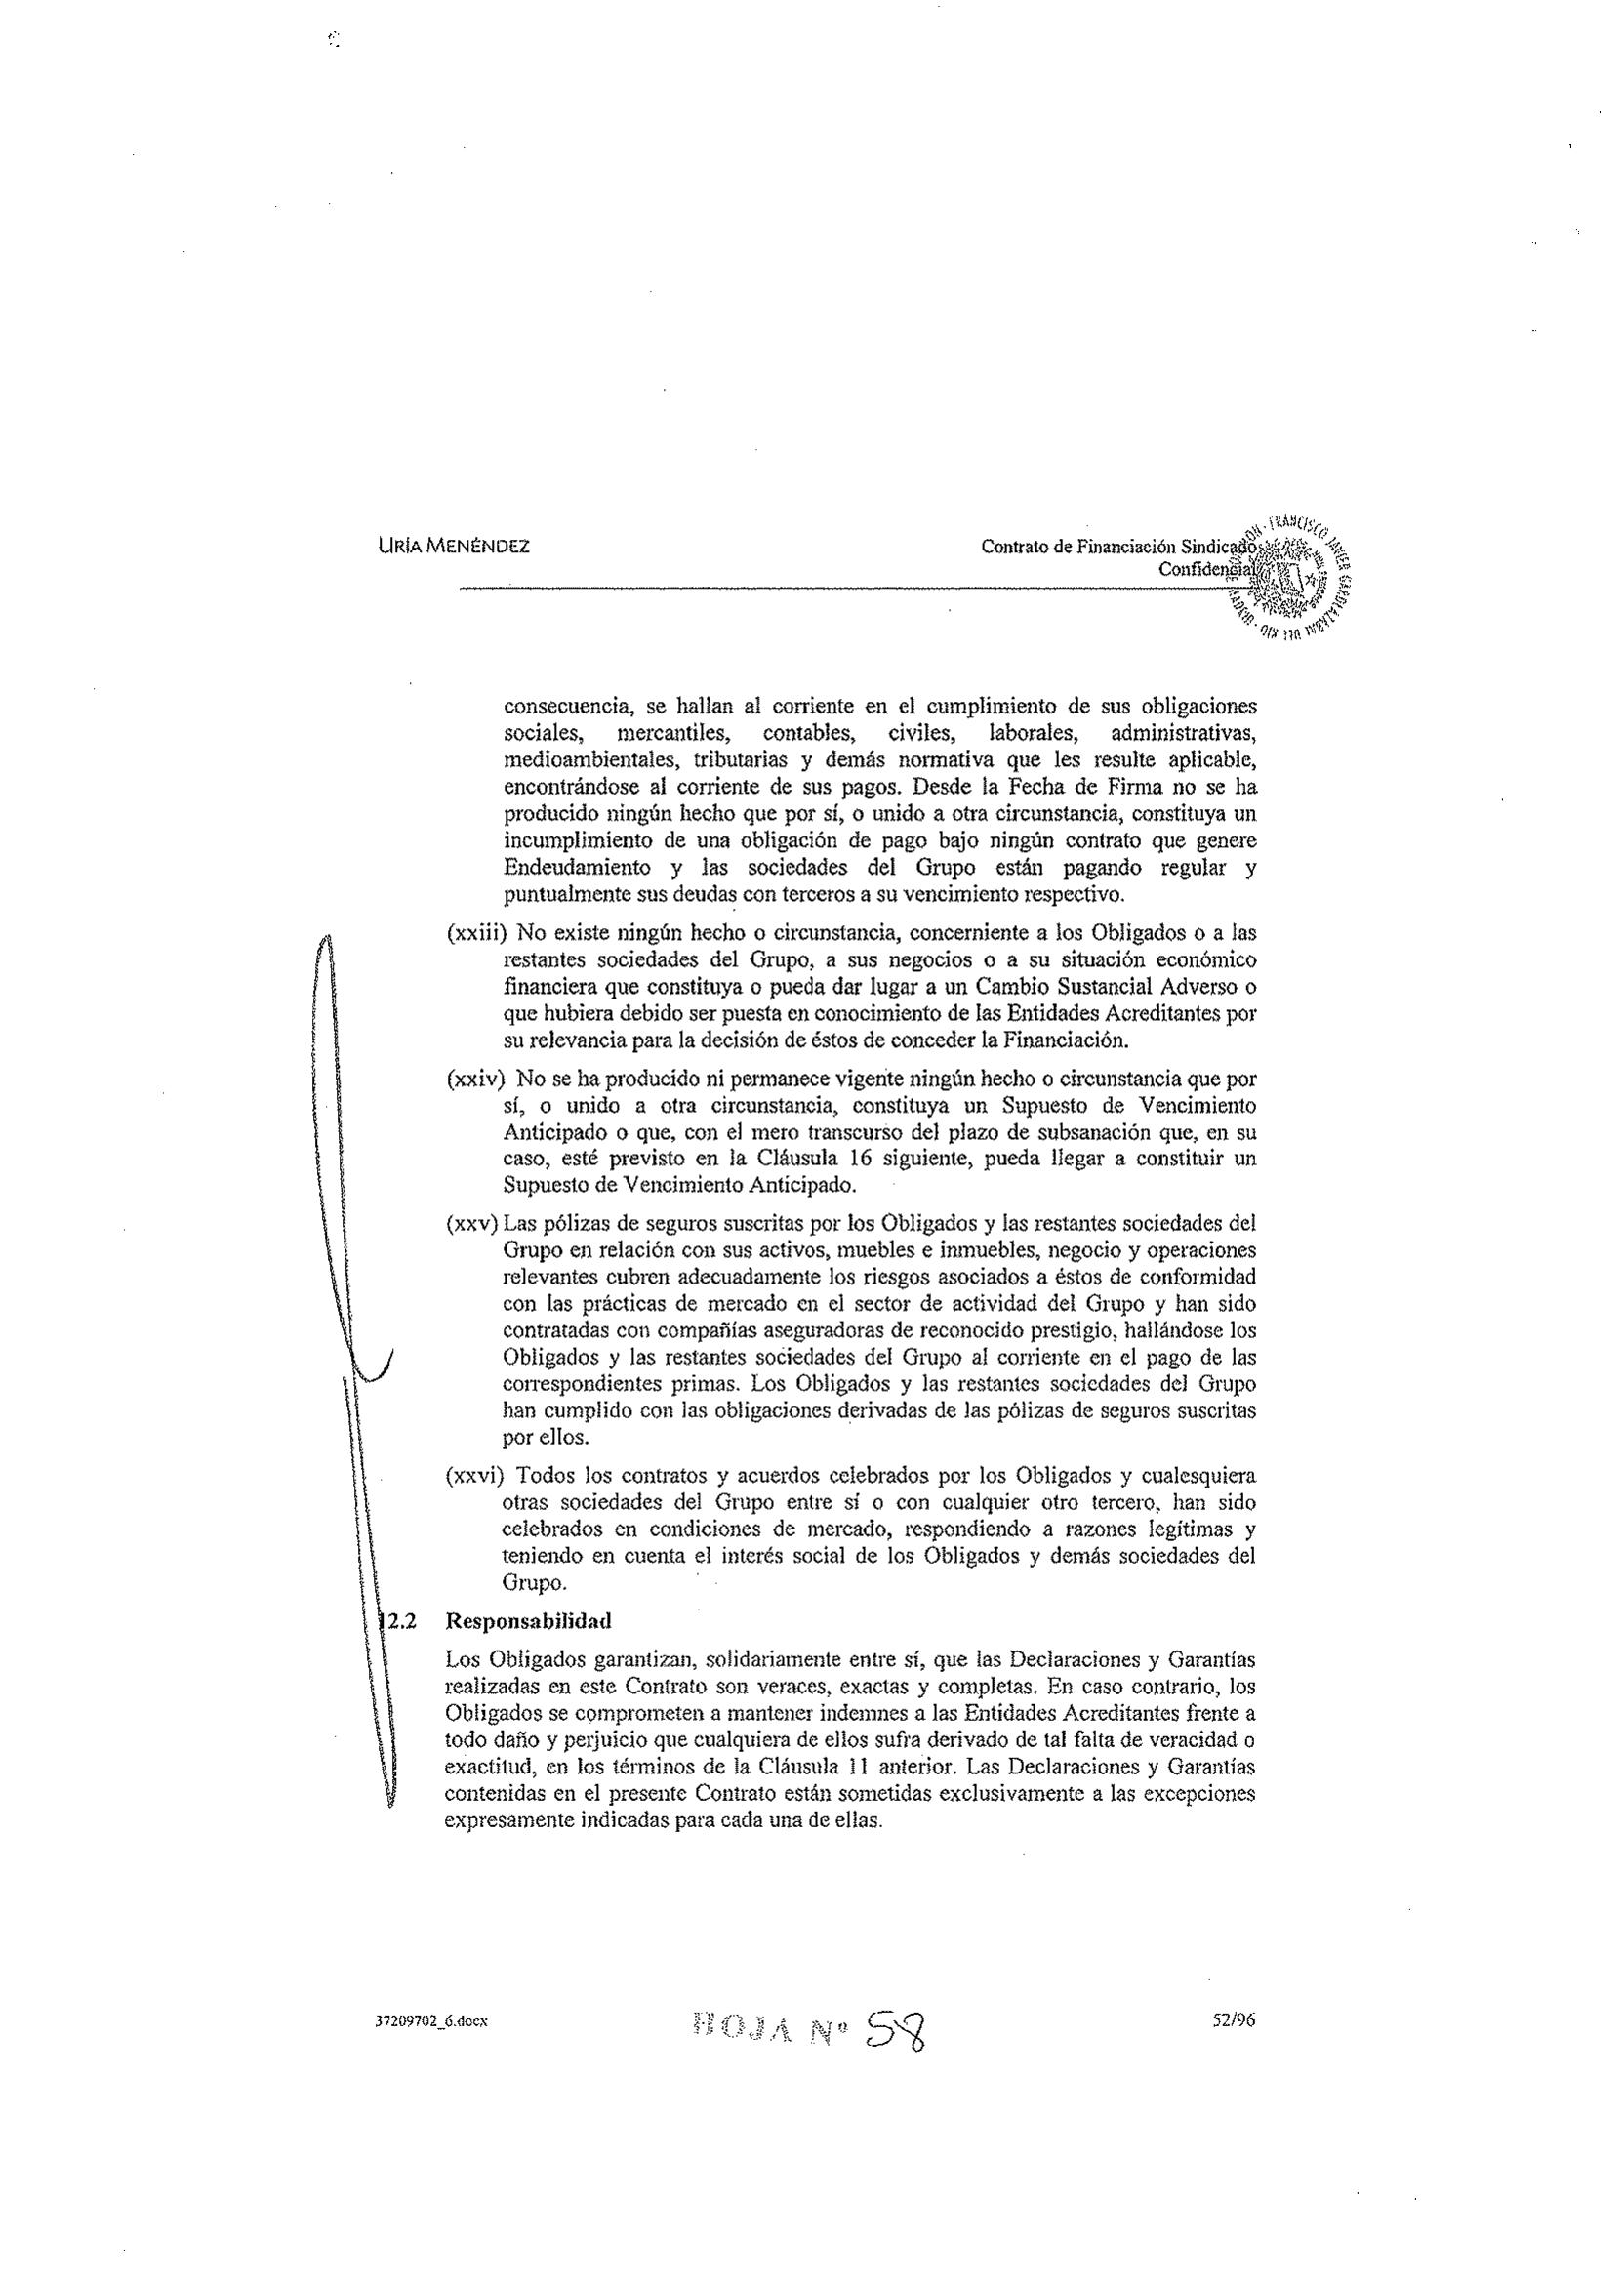 URÍA MENÉNDEZ
Contrato de Financiación Sindicado
Confidencial
consecuencia, se hallan al corriente en el cumplimiento de sus obligaciones
sociales, mercantiles, contables, civiles, laborales, administrativas,
medioambientales, tributarias y demás normativa que les resulte aplicable,
encontrándose al corriente de sus pagos. Desde la Fecha de Firma no se ha
producido ningún hecho que por sí, o unido a otra circunstancia, constituya un
incumplimiento de una obligación de pago bajo ningún contrato que genere
Endeudamiento y las sociedades del Grupo están pagando regular y
puntualmente sus deudas con terceros a su vencimiento respectivo.
(xxiii) No existe ningún hecho o circunstancia, concerniente a los Obligados o a las
restantes sociedades del Grupo, a sus negocios o a su situación económico
financiera que constituya o pueda dar lugar a un Cambio Sustancial Adverso o
que hubiera debido ser puesta en conocimiento de las Entidades Acreditantes por
su relevancia para la decisión de éstos de conceder la Financiación.
(xxiv) No se ha producido ni permanece vigente ningún hecho o circunstancia que por
sí, o unido a otra circunstancia, constituya un Supuesto de Vencimiento
Anticipado o que, con el mero transcurso del plazo de subsanación que, en su
caso, esté previsto en la Cláusula 16 siguiente, pueda llegar a constituir un
Supuesto de Vencimiento Anticipado.
(xxv) Las pólizas de seguros suscritas por los Obligados y las restantes sociedades del
Grupo en relación con sus activos, muebles e inmuebles, negocio y operaciones
relevantes cubren adecuadamente los riesgos asociados a éstos de conformidad
con las prácticas de mercado en el sector de actividad del Grupo y han sido
contratadas con compañías aseguradoras de reconocido prestigio, hallándose los
Obligados y las restantes sociedades del Grupo al corriente en el pago de las
correspondientes primas. Los Obligados y las restantes sociedades del Grupo
han cumplido con las obligaciones derivadas de las pólizas de seguros suscritas
por ellos.
(xxvi) Todos los contratos y acuerdos celebrados por los Obligados y cualesquiera
otras sociedades del Grupo entre sí o con cualquier otro tercero, han sido
celebrados en condiciones de mercado, respondiendo a razones legítimas y
teniendo en cuenta el interés social de los Obligados y demás sociedades del
Grupo.
12.2 Responsabilidad
Los Obligados garantizan, solidariamente entre sí, que las Declaraciones y Garantías
realizadas en este Contrato son veraces, exactas y completas. En caso contrario, los
Obligados se comprometen a mantener indemnes a las Entidades Acreditantes frente a
todo daño y perjuicio que cualquiera de ellos sufra derivado de tal falta de veracidad o
exactitud, en los términos de la Cláusula 11 anterior. Las Declaraciones y Garantías
contenidas en el presente Contrato están sometidas exclusivamente a las excepciones
expresamente indicadas para cada una de ellas.
37209702_6.docx
HOJA Nº 58
52/96